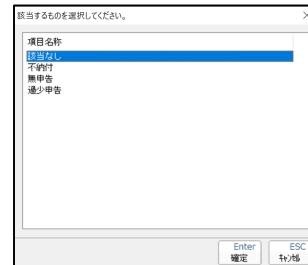 該当するものを選択してください。
項目名称
該当なし
不納付
無申告
過少申告
Enter
確定
ESC
ｷｬﾝｾﾙ